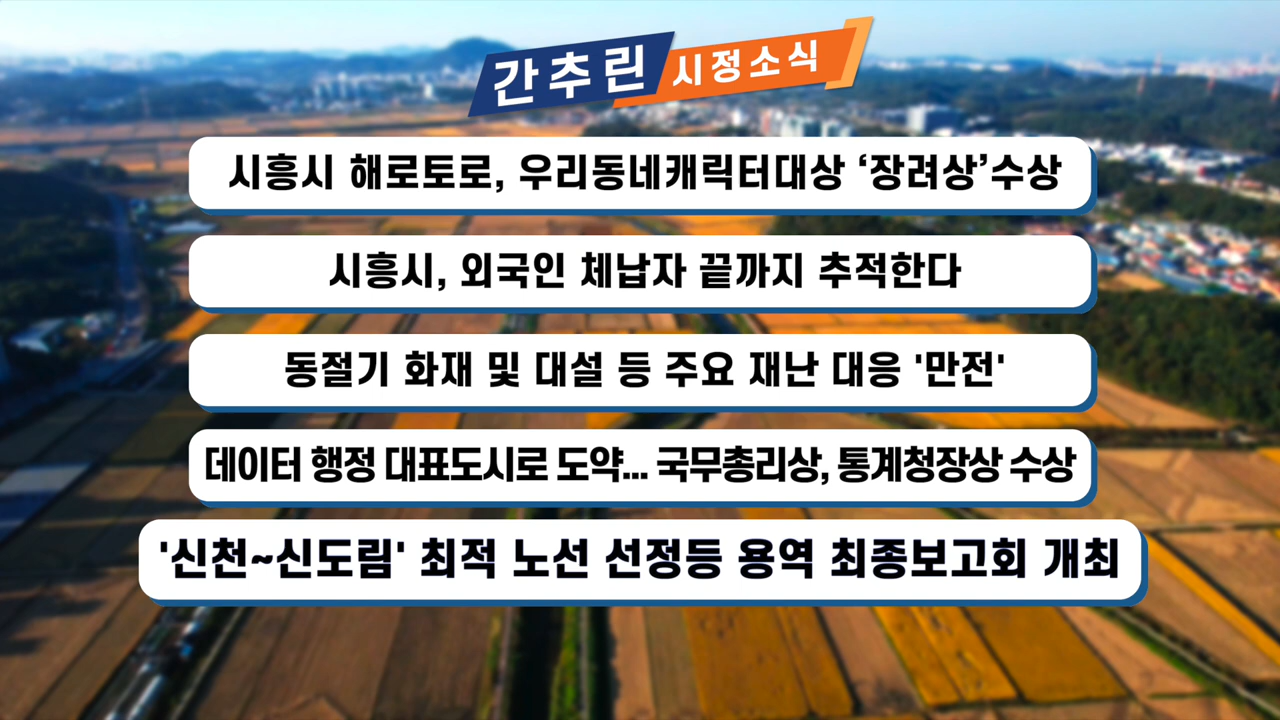 간추린 시정소식
시흥시 해로토로, 우리동네캐릭터대상 ‘장려상’수상
시흥시, 외국인 체납자 끝까지 추적한다
동절기 화재 및 대설 등 주요 재난 대응 '만전'
데이터 행정 대표도시로 도약... 국무총리상, 통계청장상 수상
'신천~신도림' 최적 노선 선정등 용역 최종보고회 개최